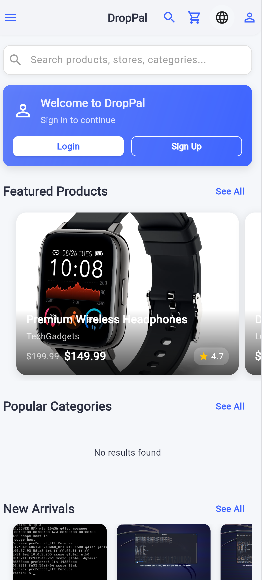 DropPal
Search products, stores, categories...
Welcome to DropPal
Sign in to continue
Login
Sign Up
Featured Products
See All
10:08
Premium Wireless Headphones
TechGadgets
$199.99 $149.99
4.7
Popular Categories
See All
No results found
New Arrivals
See All